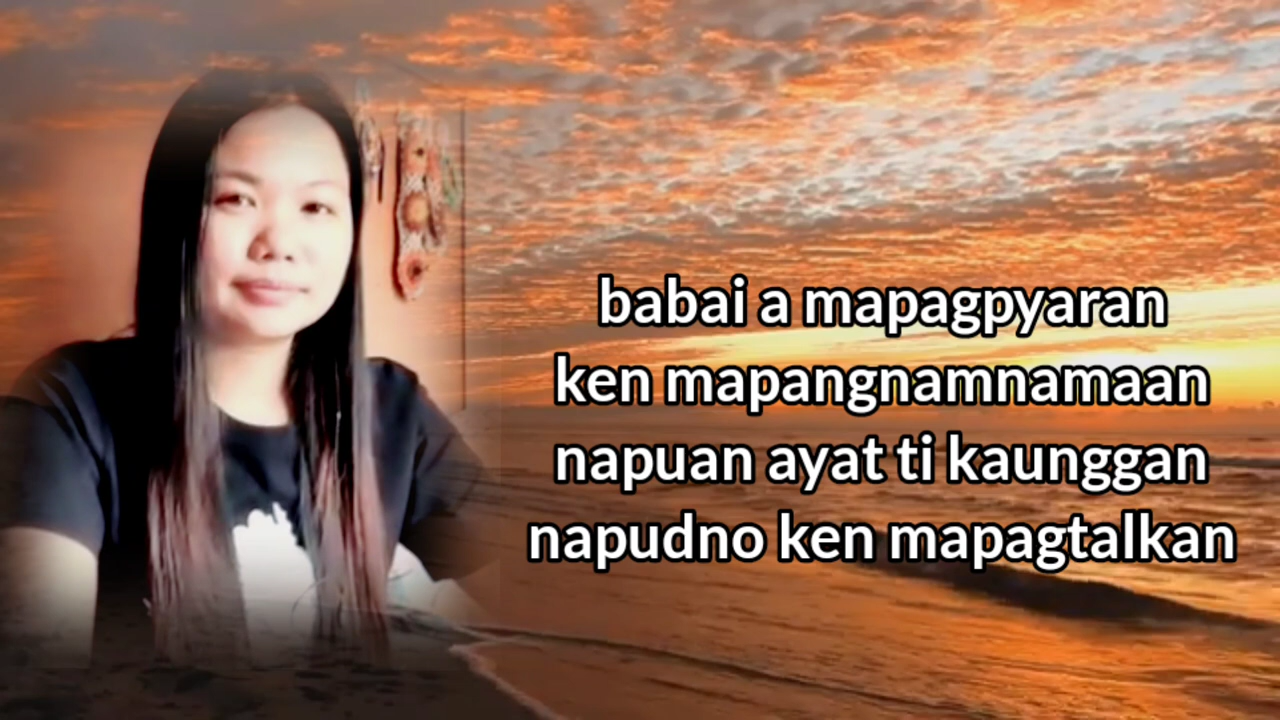 babai a mapagpyaran
ken mapangnamnamaan
napuan ayat ti kaunggan
napudno ken mapagtalkan